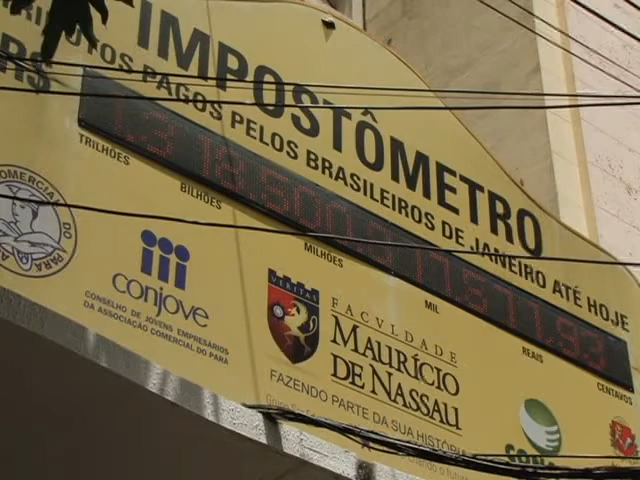 IMPOSTÔMETRO
TRIBUTOS PAGOS PELOS BRASILEIROS DE JANEIRO ATÉ HOJE
R$
TRILHÕES
BILHÕES
MILHÕES
MIL
REAIS
CENTAVOS
COMERCIAL DO PARÁ
conjove
CONSELHO DE JOVENS EMPRESÁRIOS
DA ASSOCIAÇÃO COMERCIAL DO PARÁ
VERITAS
FACVLDADE
MAURÍCIO
DE NASSAU
FAZENDO PARTE DA SUA HISTÓRIA